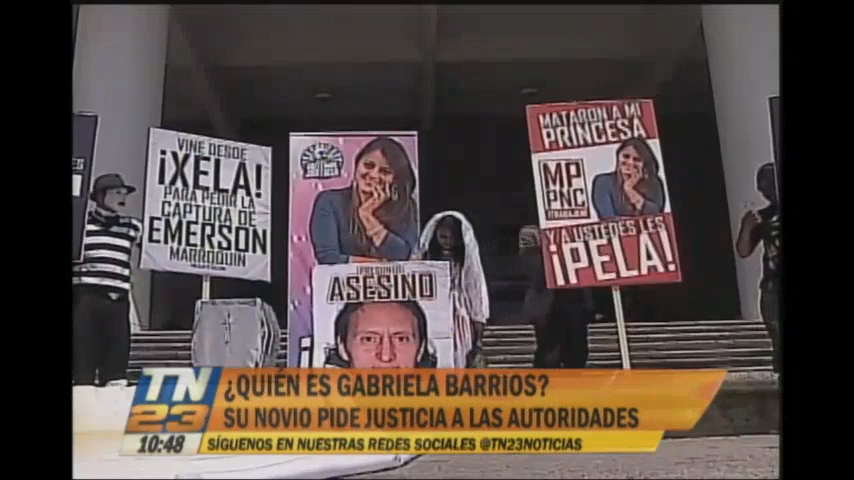 VINE DESDE
¡XELA!
PARA PEDIR LA
CAPTURA DE
EMERSON
MARROQUIN
ASESINO
MATARON A MI
PRINCESA
MP
PNC
¡TRABAJEN!
Y A USTEDES LES
¡PELA!
TN
23
10:48
¿QUIÉN ES GABRIELA BARRIOS?
SU NOVIO PIDE JUSTICIA A LAS AUTORIDADES
SÍGUENOS EN NUESTRAS REDES SOCIALES @TN23NOTICIAS